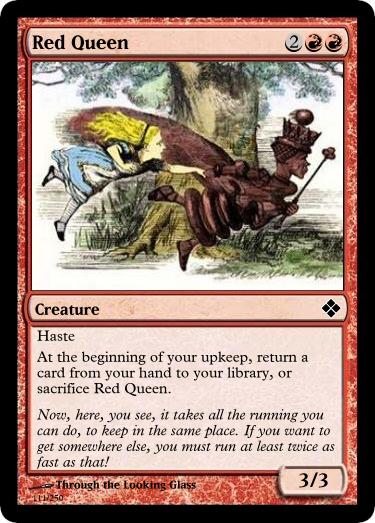 Red Queen 2
Creature
Haste
At the beginning of your upkeep, return a
card from your hand to your library, or
sacrifice Red Queen.
Now, here, you see, it takes all the running you
can do, to keep in the same place. If you want to
get somewhere else, you must run at least twice as
fast as that!
Through the Looking Glass
111/250
3/3